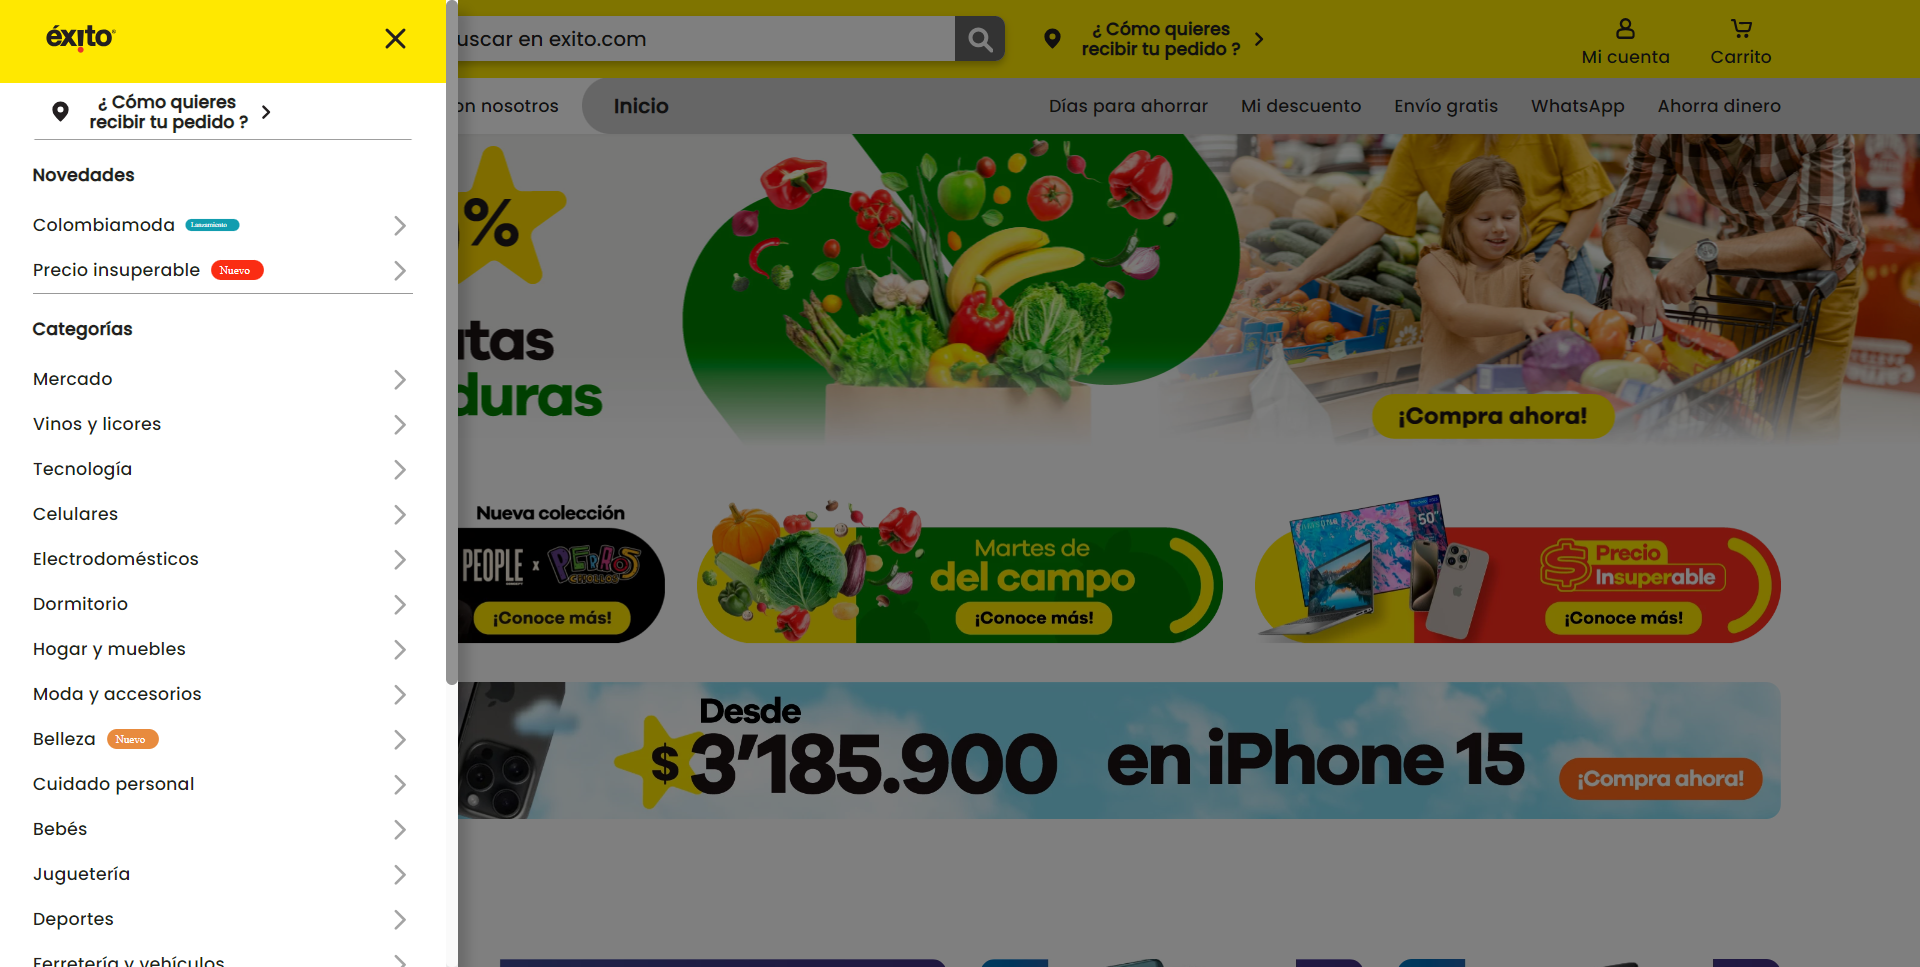 éxito
¿ Cómo quieres
recibir tu pedido ?
Novedades
Colombiamoda Lanzamiento
Precio insuperable Nuevo
Categorías
Mercado
Vinos y licores
Tecnología
Celulares
Electrodomésticos
Dormitorio
Hogar y muebles
Moda y accesorios
Belleza Nuevo
Cuidado personal
Bebés
Juguetería
Deportes
Ferretería y vehículos
uscar en exito.com
¿ Cómo quieres
recibir tu pedido ?
Mi cuenta
Carrito
on nosotros
Inicio
Días para ahorrar
Mi descuento
Envío gratis
WhatsApp
Ahorra dinero
%
tas
duras
¡Compra ahora!
Nueva colección
PEOPLE x PERROS
CRIOLLOS
¡Conoce más!
Martes de
del campo
¡Conoce más!
50"
Precio
Insuperable
¡Conoce más!
Desde
$ 3'185.900 en iPhone 15
¡Compra ahora!